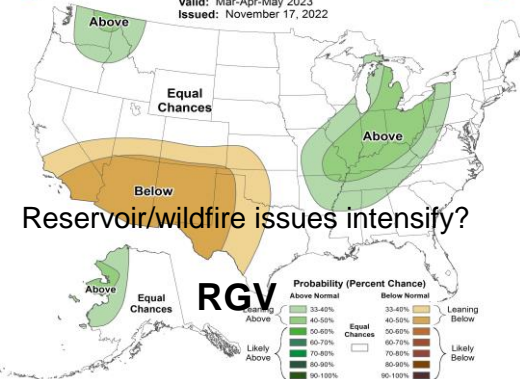 Valid: Mar-Apr-May 2023
Issued: November 17, 2022
Above
Equal
Chances
Above
Below
Reservoir/wildfire issues intensify?
Above
Equal
Chances
RGV
Probability (Percent Chance)
Above Normal
Below Normal
Leaning
Above
33-40%
40-50%
50-60%
60-70%
70-80%
80-90%
90-100%
Likely
Above
Equal
Chances
33-40%
40-50%
50-60%
60-70%
70-80%
80-90%
90-100%
Leaning
Below
Likely
Below